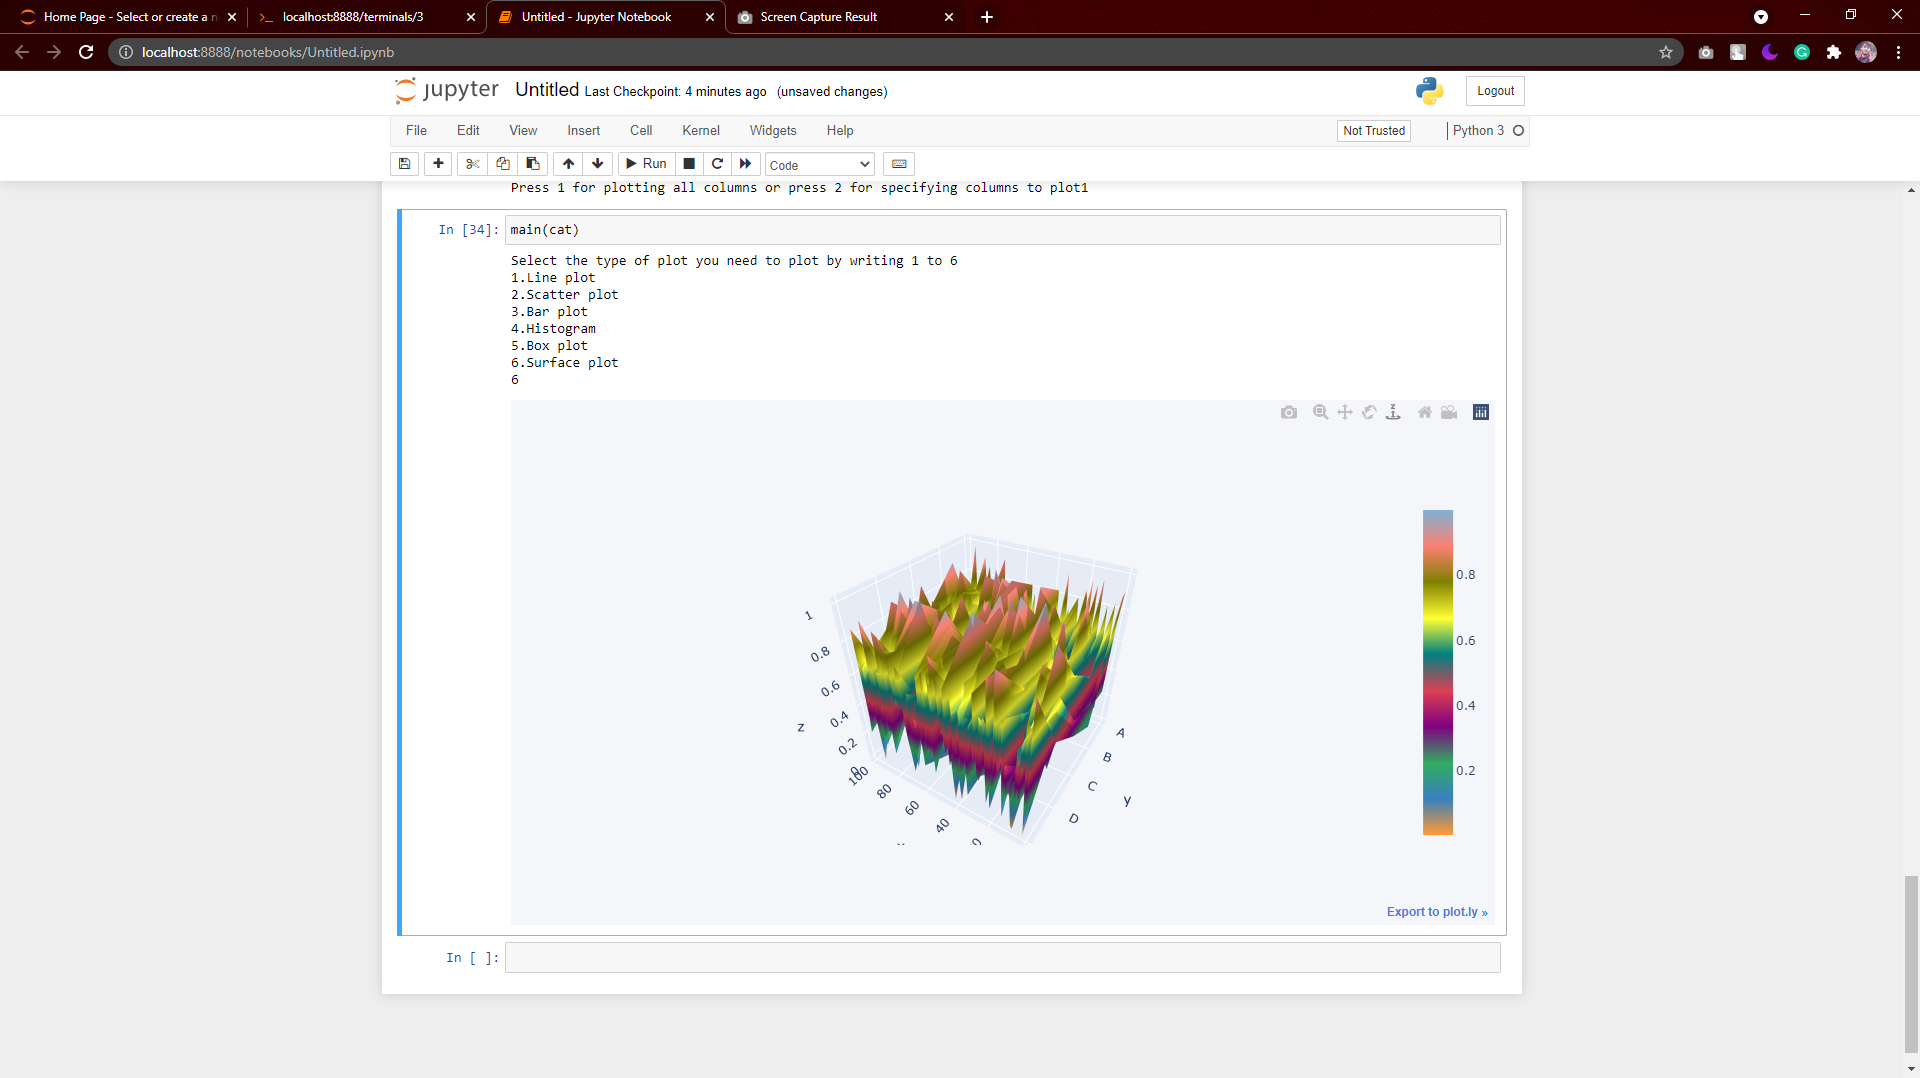 Home Page - Select or create a n
localhost:8888/terminals/3
Untitled - Jupyter Notebook
Screen Capture Result
localhost:8888/notebooks/Untitled.ipynb
jupyter Untitled Last Checkpoint: 4 minutes ago (unsaved changes)
Logout
File Edit View Insert Cell Kernel Widgets Help
Not Trusted
Python 3
Run
Code
Press 1 for plotting all columns or press 2 for specifying columns to plot1
In [34]: main(cat)
Select the type of plot you need to plot by writing 1 to 6
1.Line plot
2.Scatter plot
3.Bar plot
4.Histogram
5.Box plot
6.Surface plot
6
1
0.8
0.6
0.4
0.2
0
z
100
80
60
40
A
B
C
D
y
0.8
0.6
0.4
0.2
Export to plot.ly »
In [ ]: